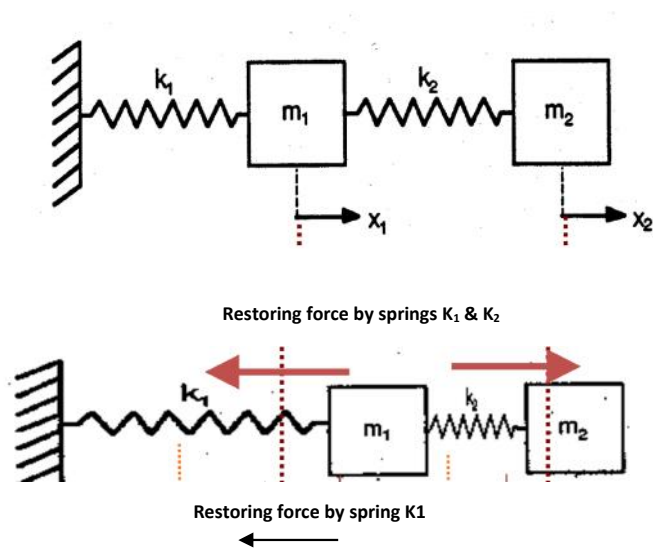 k₁ k₂
m₁ m₂
x₁ x₂
Restoring force by springs K₁ & K₂
k₁ k₂
m₁ m₂
Restoring force by spring K1